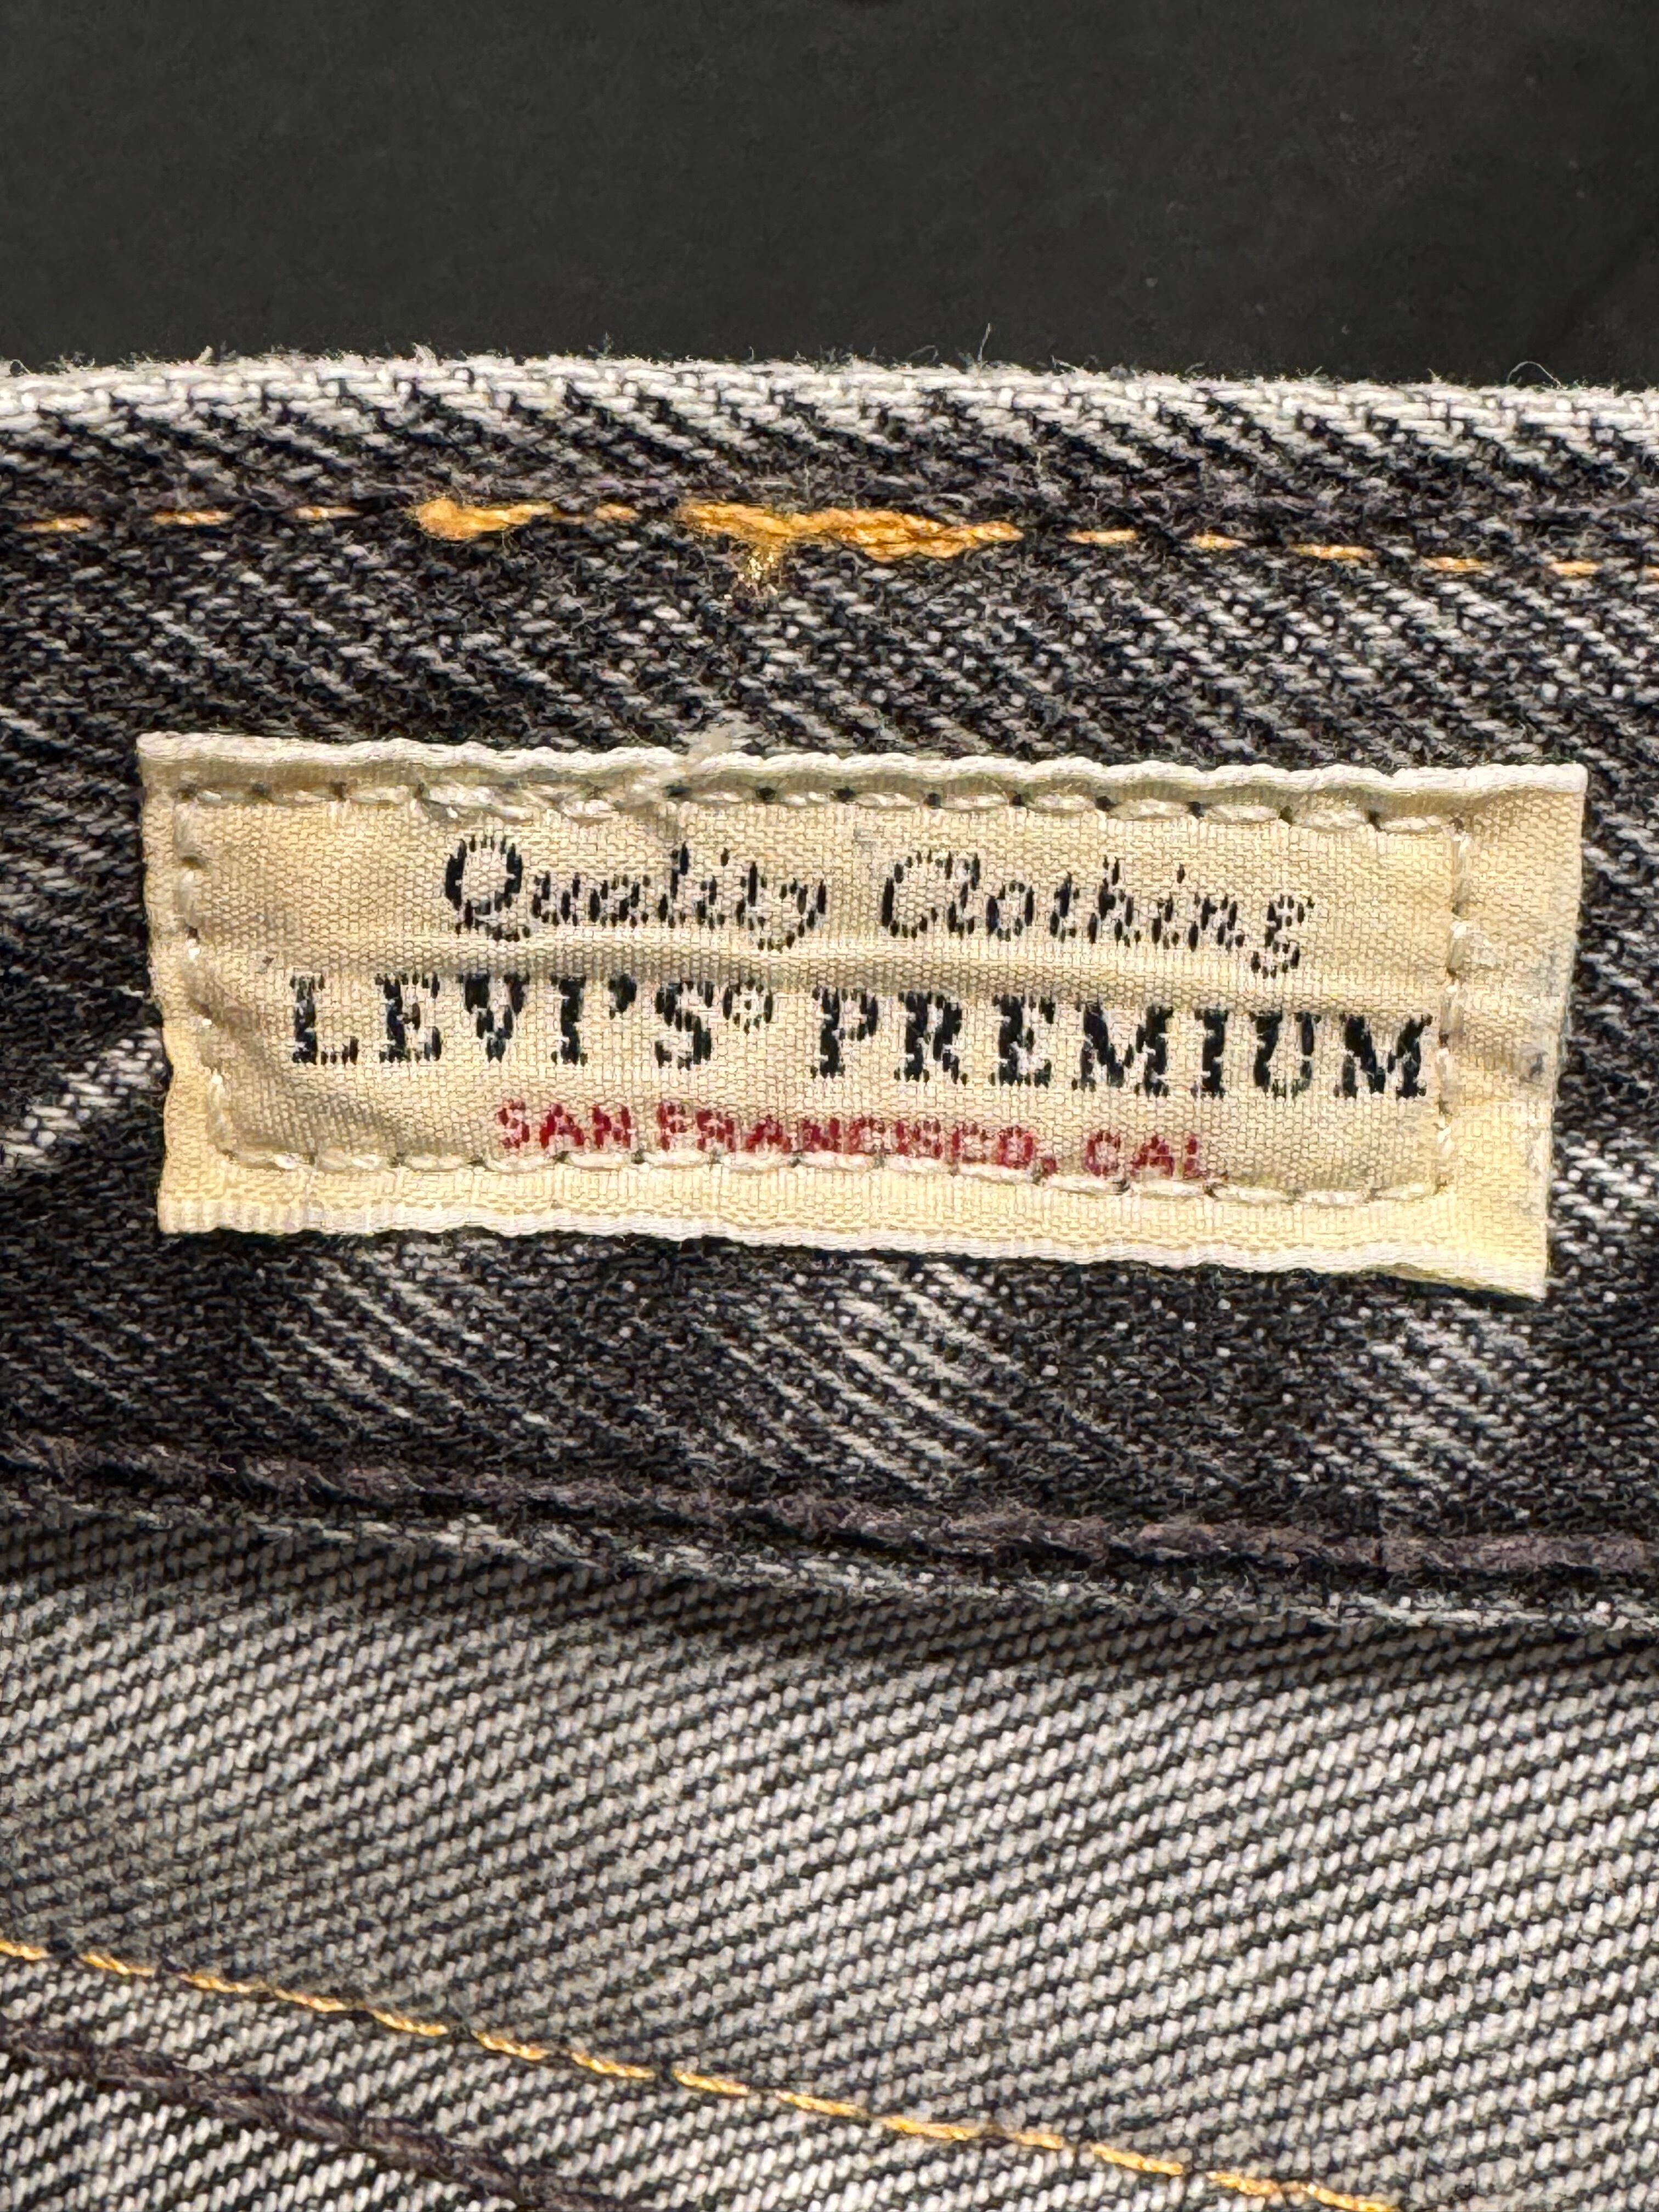 Quality Clothing
LEVI'S® PREMIUM
SAN FRANCISCO, CAL